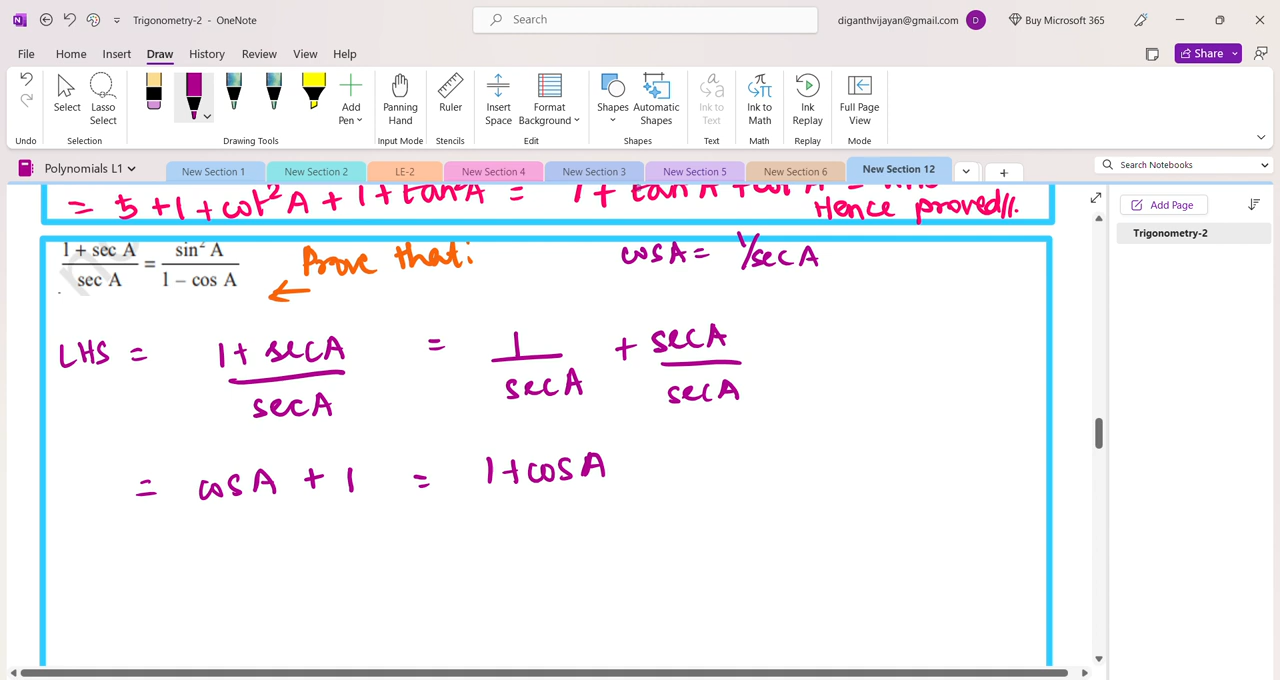 Trigonometry-2 - OneNote
Search
diganthvijayan@gmail.com D Buy Microsoft 365
File Home Insert Draw History Review View Help Share
Undo Select Lasso Select Add Pen Panning Hand Ruler Insert Space Format Background Shapes Automatic Shapes Ink to Text Ink to Math Ink Replay Full Page View
Undo Selection Drawing Tools Input Mode Stencils Edit Shapes Text Math Replay Mode
Polynomials L1 New Section 1 New Section 2 LE-2 New Section 4 New Section 3 New Section 5 New Section 6 New Section 12 + Search Notebooks
Add Page
Trigonometry-2
= 5 + 1 + cot² A + 1 + tan² A =
Hence proved//.
(1 + sec A)/(sec A) = (sin² A)/(1 − cos A) Prove that: cosA = 1/secA
←
LHS = (1 + secA)/(secA) = 1/(secA) + (secA)/(secA)
= cosA + 1 = 1+cosA